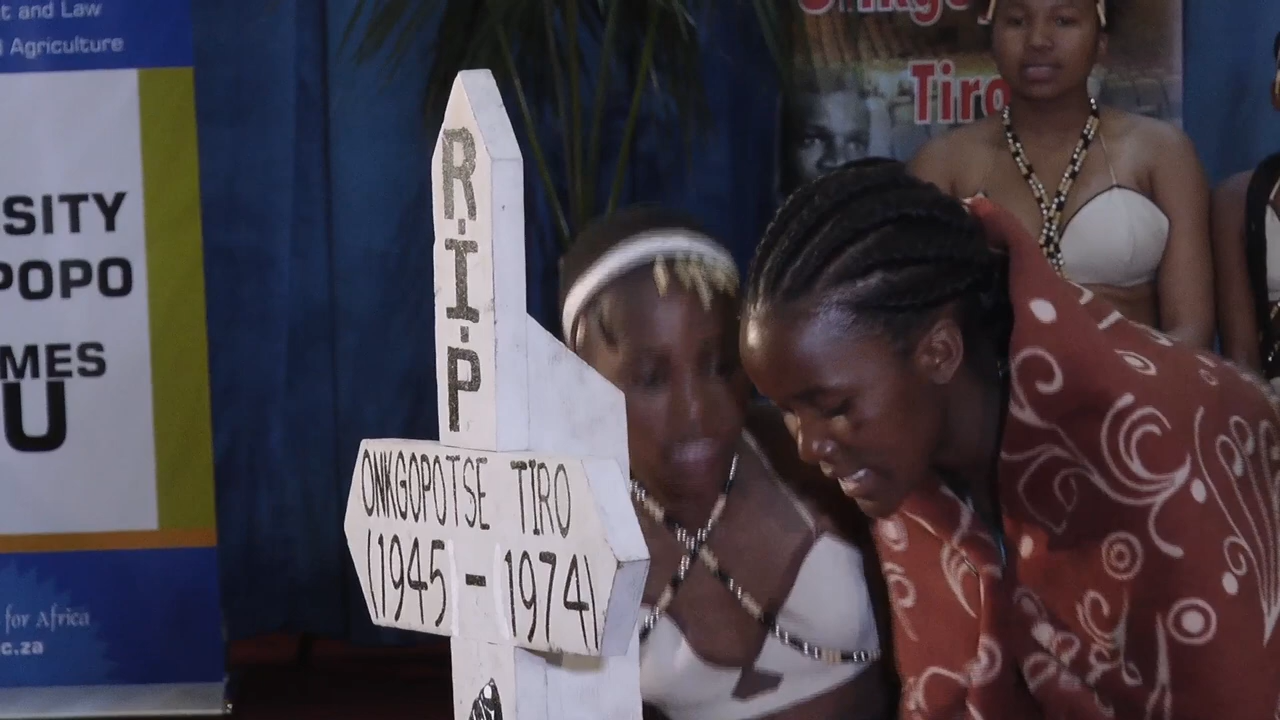 t and Law
Agriculture
SITY
POPO
MES
U
for Africa
c.za
R.I.P
ONKGOPOTSE TIRO
(1945 - 1974)
Tiro